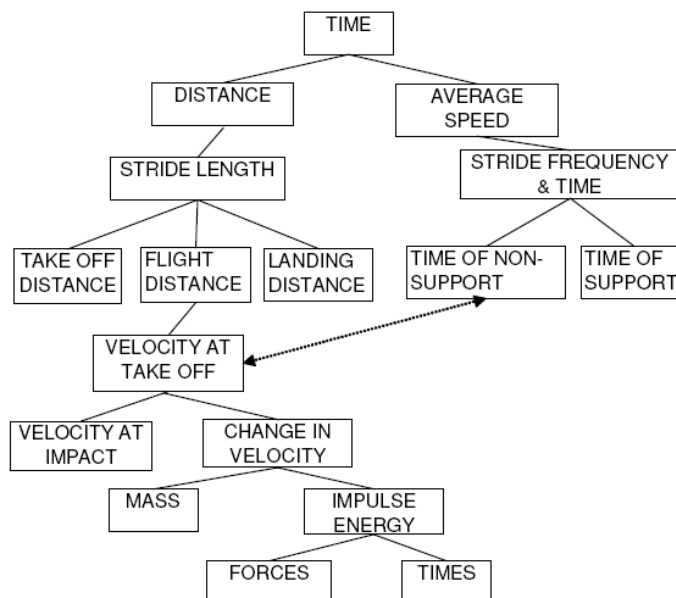 TIME
DISTANCE
AVERAGE
SPEED
STRIDE LENGTH
STRIDE FREQUENCY
& TIME
TAKE OFF
DISTANCE
FLIGHT
DISTANCE
LANDING
DISTANCE
TIME OF NON-
SUPPORT
TIME OF
SUPPORT
VELOCITY AT
TAKE OFF
VELOCITY AT
IMPACT
CHANGE IN
VELOCITY
MASS
IMPULSE
ENERGY
FORCES
TIMES